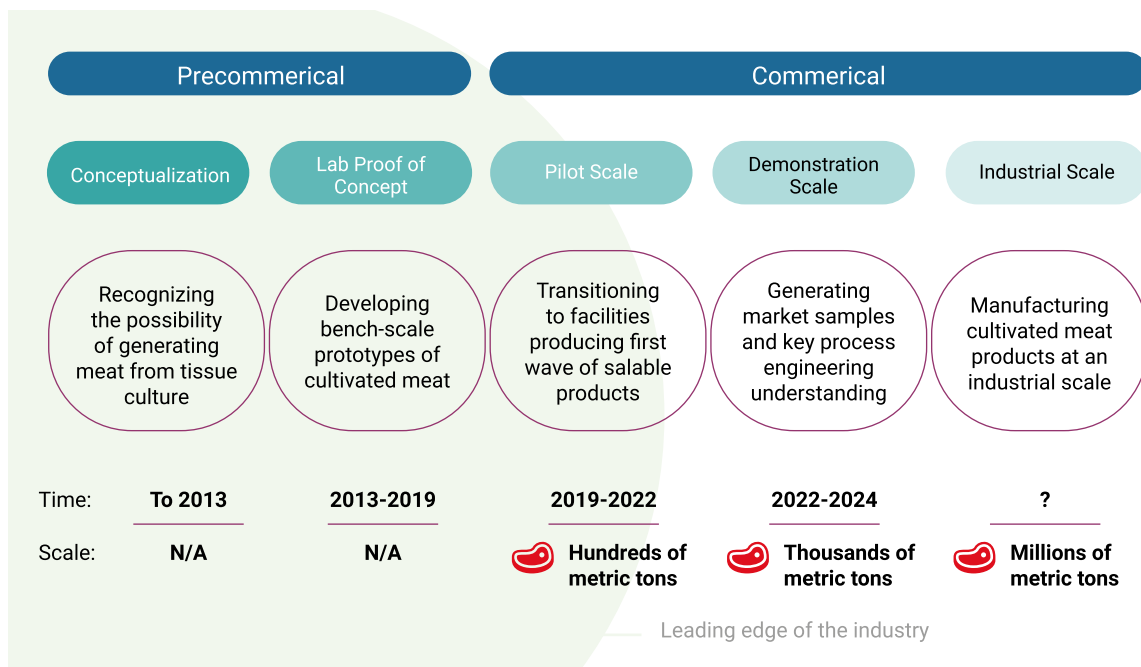 Precommerical
Commerical
Conceptualization
Lab Proof of
Concept
Pilot Scale
Demonstration
Scale
Industrial Scale
Recognizing
the possibility
of generating
meat from tissue
culture
Developing
bench-scale
prototypes of
cultivated meat
Transitioning
to facilities
producing first
wave of salable
products
Generating
market samples
and key process
engineering
understanding
Manufacturing
cultivated meat
products at an
industrial scale
Time:
To 2013
2013-2019
2019-2022
2022-2024
?
Scale:
N/A
N/A
Hundreds of
metric tons
Thousands of
metric tons
Millions of
metric tons
Leading edge of the industry